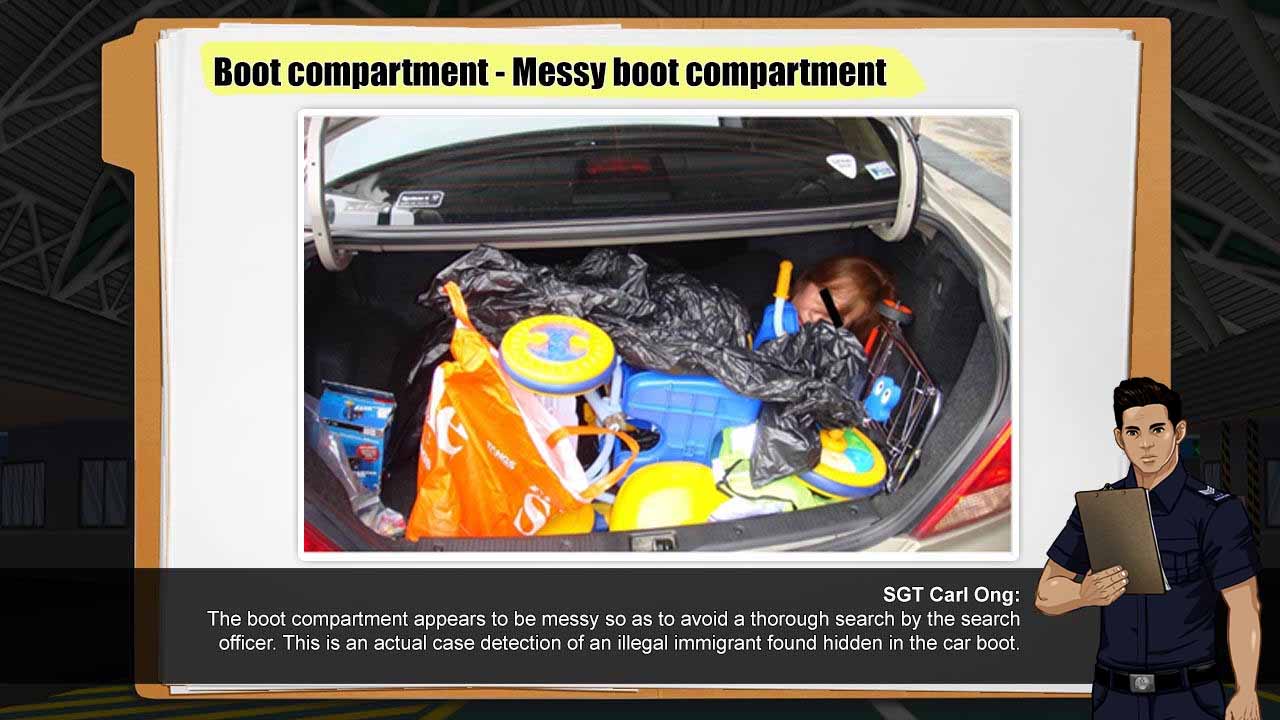 Boot compartment - Messy boot compartment
TANGS
SGT Carl Ong:
The boot compartment appears to be messy so as to avoid a thorough search by the search
officer. This is an actual case detection of an illegal immigrant found hidden in the car boot.